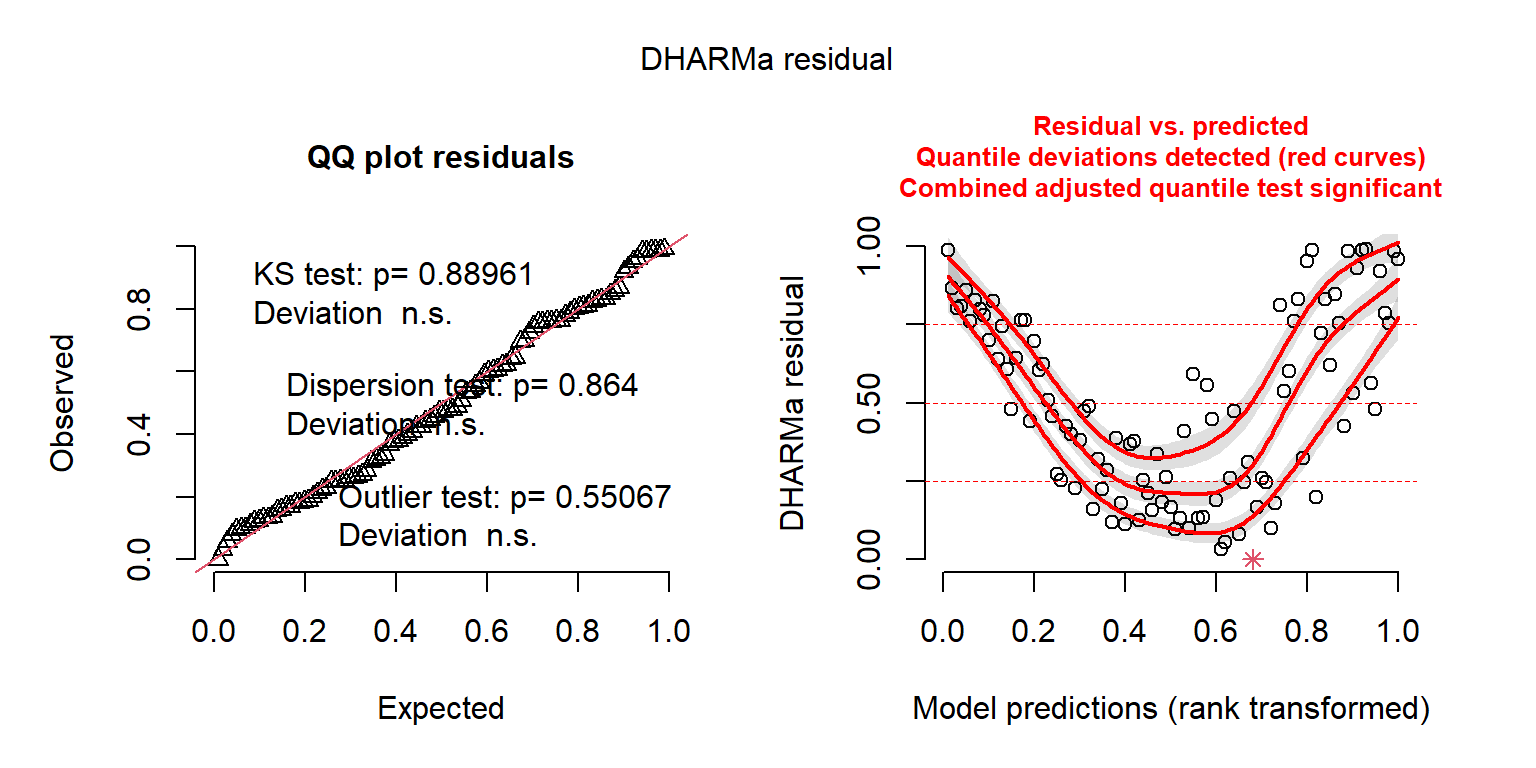 DHARMa residual
QQ plot residuals
KS test: p= 0.88961
Deviation  n.s.
Dispersion test: p= 0.864
Deviation  n.s.
Outlier test: p= 0.55067
Deviation  n.s.
Observed
0.0
0.4
0.8
0.0 0.2 0.4 0.6 0.8 1.0
Expected
Residual vs. predicted
Quantile deviations detected (red curves)
Combined adjusted quantile test significant
DHARMa residual
0.00
0.50
1.00
0.0 0.2 0.4 0.6 0.8 1.0
Model predictions (rank transformed)